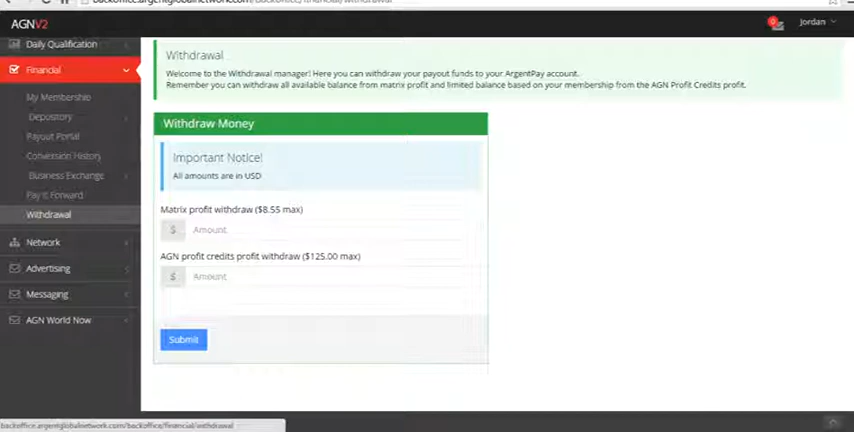 backoffice.argentglobalnetwork.com/backoffice/financial/withdrawal
AGNV2
0
Jordan
Daily Qualification
Financial
My Membership
Depository
Payout Portal
Conversion History
Business Exchange
Pay It Forward
Withdrawal
Network
Advertising
Messaging
AGN World Now
Withdrawal
Welcome to the Withdrawal manager! Here you can withdraw your payout funds to your ArgentPay account.
Remember you can withdraw all available balance from matrix profit and limited balance based on your membership from the AGN Profit Credits profit.
Withdraw Money
Important Notice!
All amounts are in USD
Matrix profit withdraw ($8.55 max)
$ Amount
AGN profit credits profit withdraw ($125.00 max)
$ Amount
Submit
backoffice.argentglobalnetwork.com/backoffice/financial/withdrawal